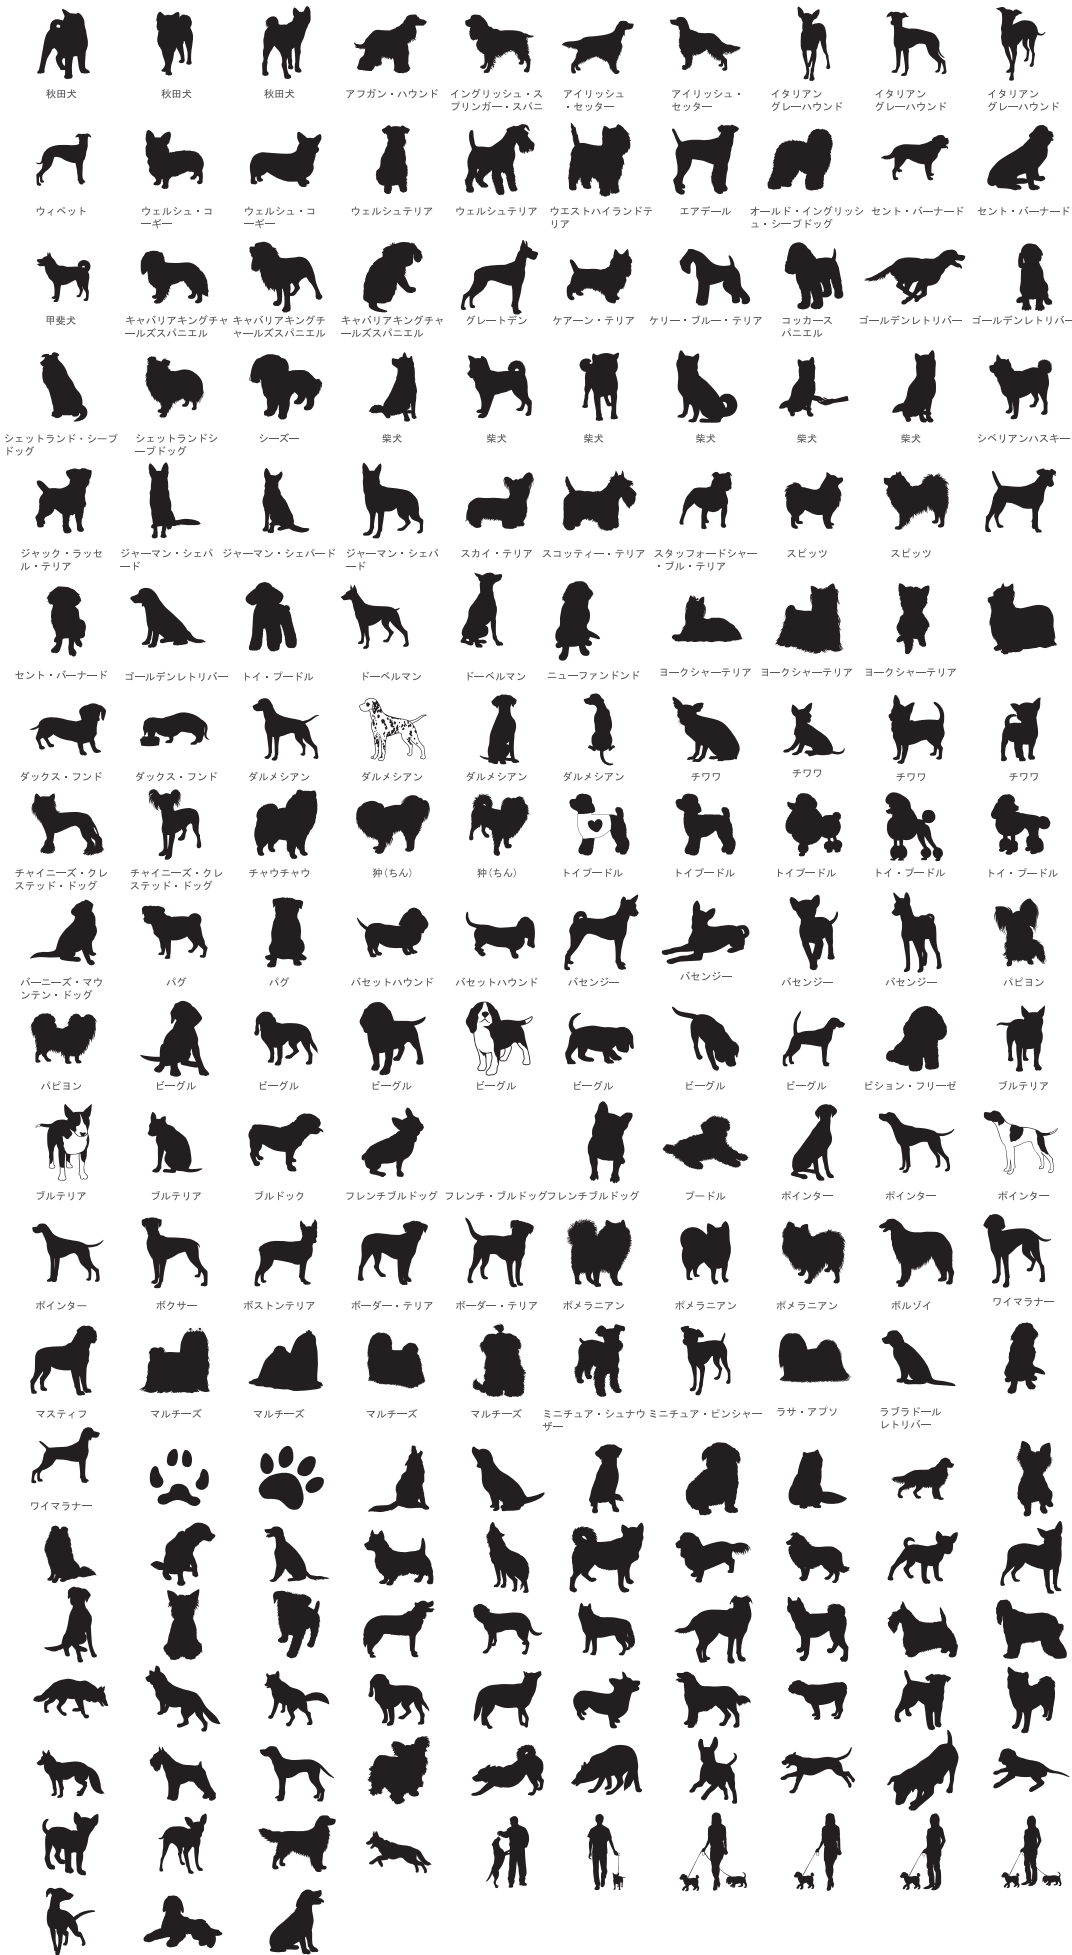 秋田犬
秋田犬
秋田犬
アフガン・ハウンド
イングリッシュ・ス
プリンガー・スパニ
アイリッシュ
・セッター
アイリッシュ・
セッター
イタリアン
グレーハウンド
イタリアン
グレーハウンド
イタリアン
グレーハウンド
ウィペット
ウェルシュ・コ
ーギー
ウェルシュ・コ
ーギー
ウェルシュテリア
ウェルシュテリア
ウエストハイランドテ
リア
エアデール
オールド・イングリッシ
ュ・シープドッグ
セント・バーナード
セント・バーナード
甲斐犬
キャバリアキングチャ
ールズスパニエル
キャバリアキングチ
ャールズスパニエル
キャバリアキングチャ
ールズスパニエル
グレートデン
ケアーン・テリア
ケリー・ブルー・テリア
コッカース
パニエル
ゴールデンレトリバー
ゴールデンレトリバー
シェットランド・シープ
ドッグ
シェットランドシ
ープドッグ
シーズー
柴犬
柴犬
柴犬
柴犬
柴犬
柴犬
シベリアンハスキー
ジャック・ラッセ
ル・テリア
ジャーマン・シェパ
ード
ジャーマン・シェパード
ジャーマン・シェパ
ード
スカイ・テリア
スコッティー・テリア
スタッフォードシャー
・ブル・テリア
スピッツ
スピッツ
セント・バーナード
ゴールデンレトリバー
トイ・プードル
ドーベルマン
ドーベルマン
ニューファンドンド
ヨークシャーテリア
ヨークシャーテリア
ヨークシャーテリア
ダックス・フンド
ダックス・フンド
ダルメシアン
ダルメシアン
ダルメシアン
ダルメシアン
チワワ
チワワ
チワワ
チワワ
チャイニーズ・クレ
ステッド・ドッグ
チャイニーズ・クレ
ステッド・ドッグ
チャウチャウ
狆(ちん)
狆(ちん)
トイプードル
トイプードル
トイプードル
トイ・プードル
トイ・プードル
バーニーズ・マウ
ンテン・ドッグ
パグ
パグ
バセットハウンド
バセットハウンド
バセンジー
バセンジー
バセンジー
バセンジー
パピヨン
パピヨン
ビーグル
ビーグル
ビーグル
ビーグル
ビーグル
ビーグル
ビーグル
ビション・フリーゼ
ブルテリア
ブルテリア
ブルテリア
ブルドック
フレンチブルドッグ
フレンチ・ブルドッグ
フレンチブルドッグ
プードル
ポインター
ポインター
ポインター
ポインター
ボクサー
ボストンテリア
ボーダー・テリア
ボーダー・テリア
ポメラニアン
ポメラニアン
ポメラニアン
ボルゾイ
ワイマラナー
マスティフ
マルチーズ
マルチーズ
マルチーズ
マルチーズ
ミニチュア・シュナウ
ザー
ミニチュア・ピンシャー
ラサ・アプソ
ラブラドール
レトリバー
ワイマラナー